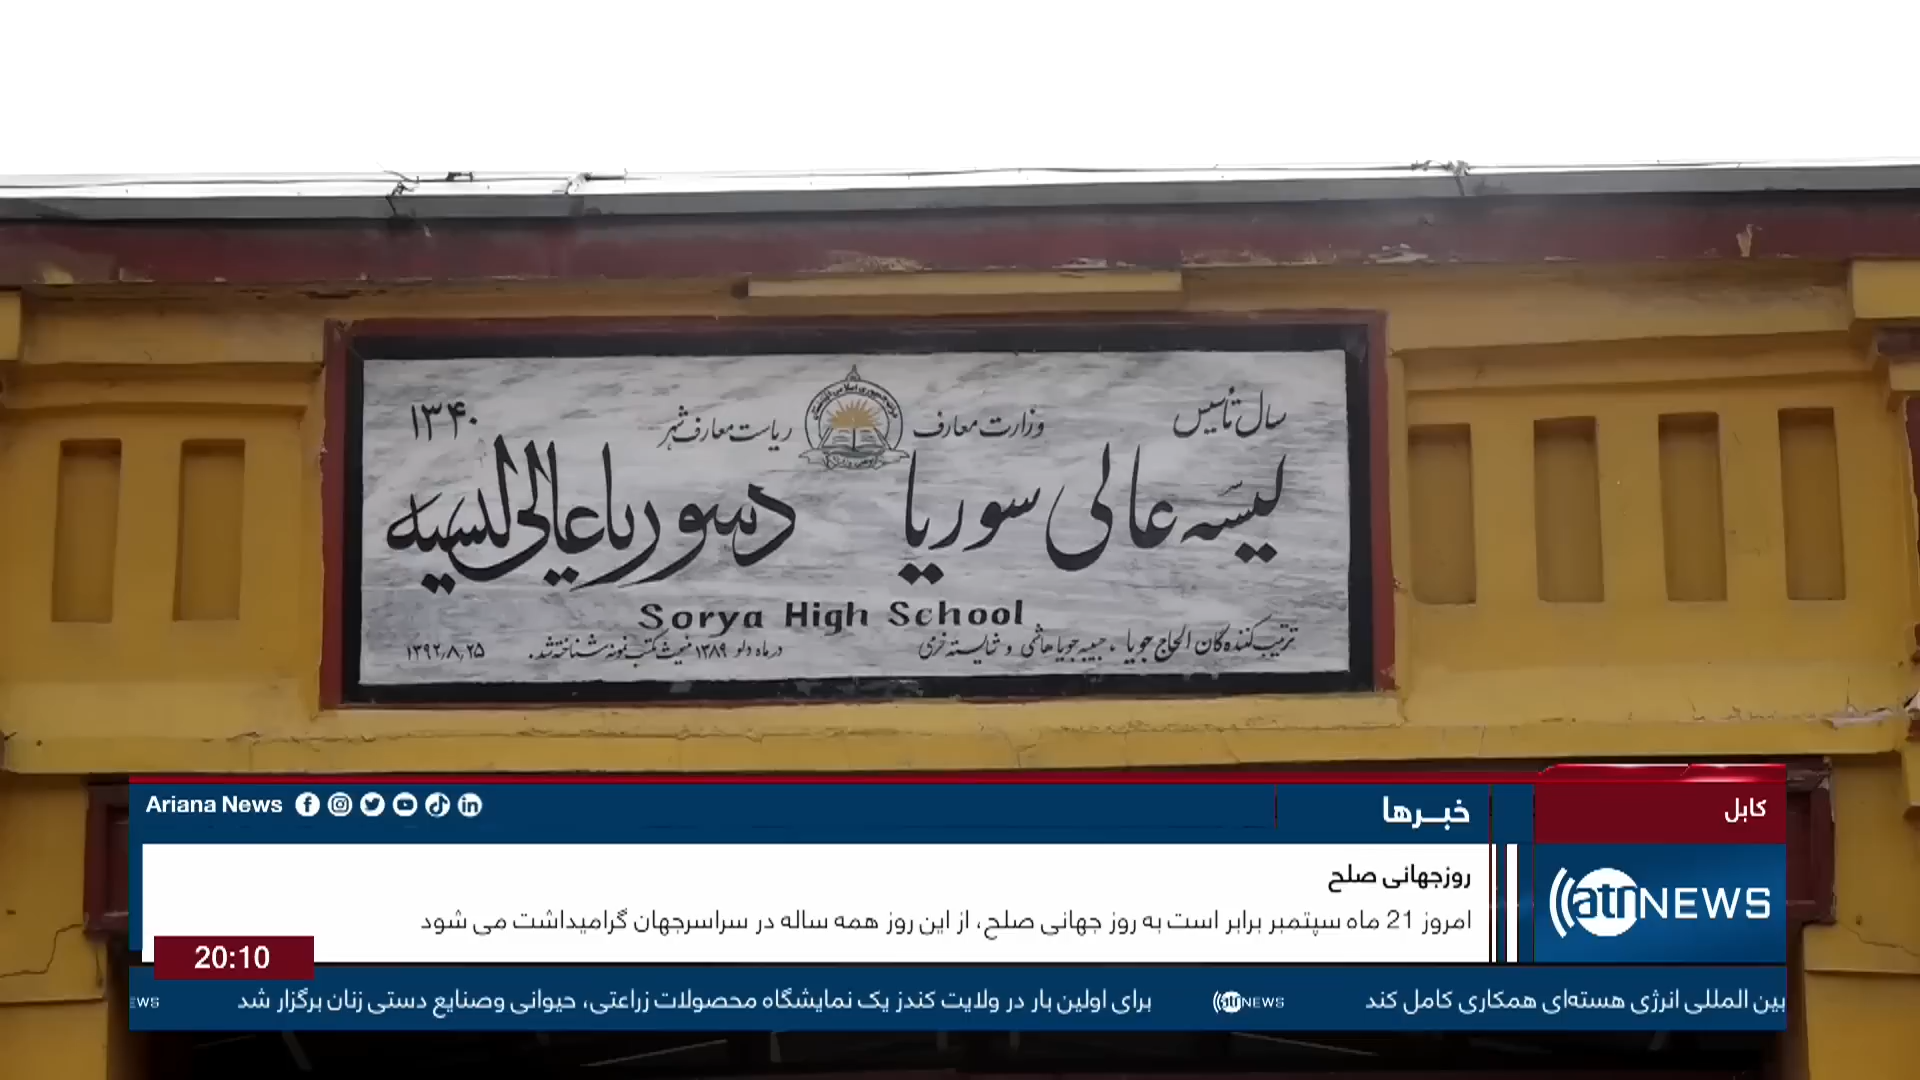 سال تأسیس
وزارت معارف
ریاست معارف شهر
۱۳۴۰
لیسه عالی سوریا
د سوریا عالی لیسه
Sorya High School
ترتیب کننده گان الحاج جویا ، حبیبه جویا هاشمی و شایسته خرمی
در ماه دلو ۱۳۸۹ منحیث مکتب نمونه شناخته شد.
۱۳۹۲٫۸٫۲۵
Ariana News
خبـرها
کابل
روزجهانی صلح
امروز 21 ماه سپتمبر برابر است به روز جهانی صلح، از این روز همه ساله در سراسرجهان گرامیداشت می شود
atn NEWS
20:10
بین المللی انرژی هسته‌ای همکاری کامل کند
atn NEWS
برای اولین بار در ولایت کندز یک نمایشگاه محصولات زراعتی، حیوانی وصنایع دستی زنان برگزار شد